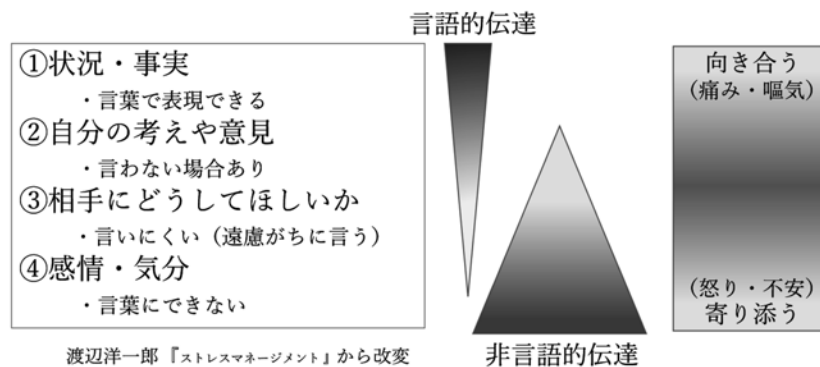 言語的伝達
①状況・事実
・言葉で表現できる
②自分の考えや意見
・言わない場合あり
③相手にどうしてほしいか
・言いにくい（遠慮がちに言う）
④感情・気分
・言葉にできない
渡辺洋一郎『ストレスマネージメント』から改変
非言語的伝達
向き合う
（痛み・嘔気）
（怒り・不安）
寄り添う